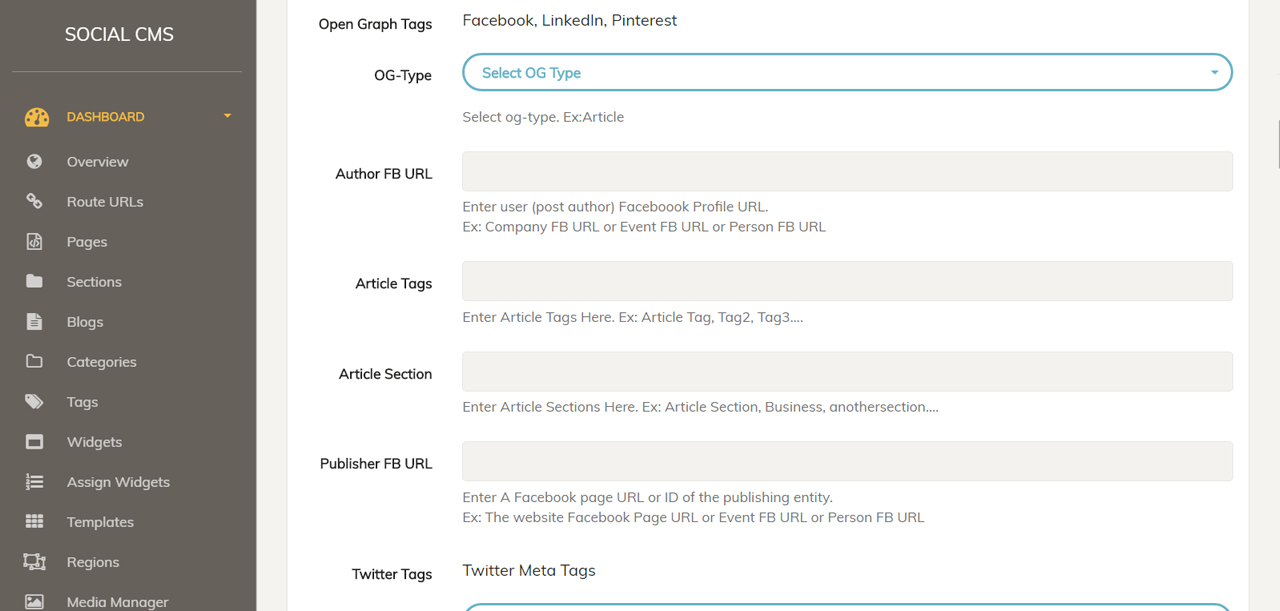 SOCIAL CMS
DASHBOARD
Overview
Route URLs
Pages
Sections
Blogs
Categories
Tags
Widgets
Assign Widgets
Templates
Regions
Media Manager
Open Graph Tags
Facebook, LinkedIn, Pinterest
OG-Type
Select OG Type
Select og-type. Ex:Article
Author FB URL
Enter user (post author) Faceboook Profile URL.
Ex: Company FB URL or Event FB URL or Person FB URL
Article Tags
Enter Article Tags Here. Ex: Article Tag, Tag2, Tag3....
Article Section
Enter Article Sections Here. Ex: Article Section, Business, anothersection....
Publisher FB URL
Enter A Facebook page URL or ID of the publishing entity.
Ex: The website Facebook Page URL or Event FB URL or Person FB URL
Twitter Tags
Twitter Meta Tags